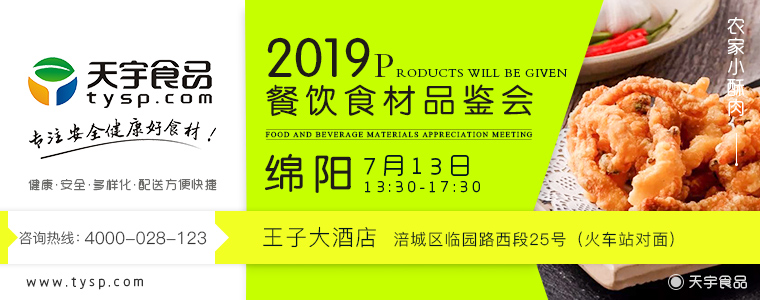 天宇食品
tysp.com
专注安全健康好食材！
健康·安全·多样化·配送方便快捷
咨询热线：4000-028-123
www.tysp.com
2019 PRODUCTS WILL BE GIVEN
餐饮食材品鉴会
FOOD AND BEVERAGE MATERIALS APPRECIATION MEETING
绵阳 7月13日
13:30-17:30
王子大酒店 涪城区临园路西段25号（火车站对面）
农家小酥肉
天宇食品